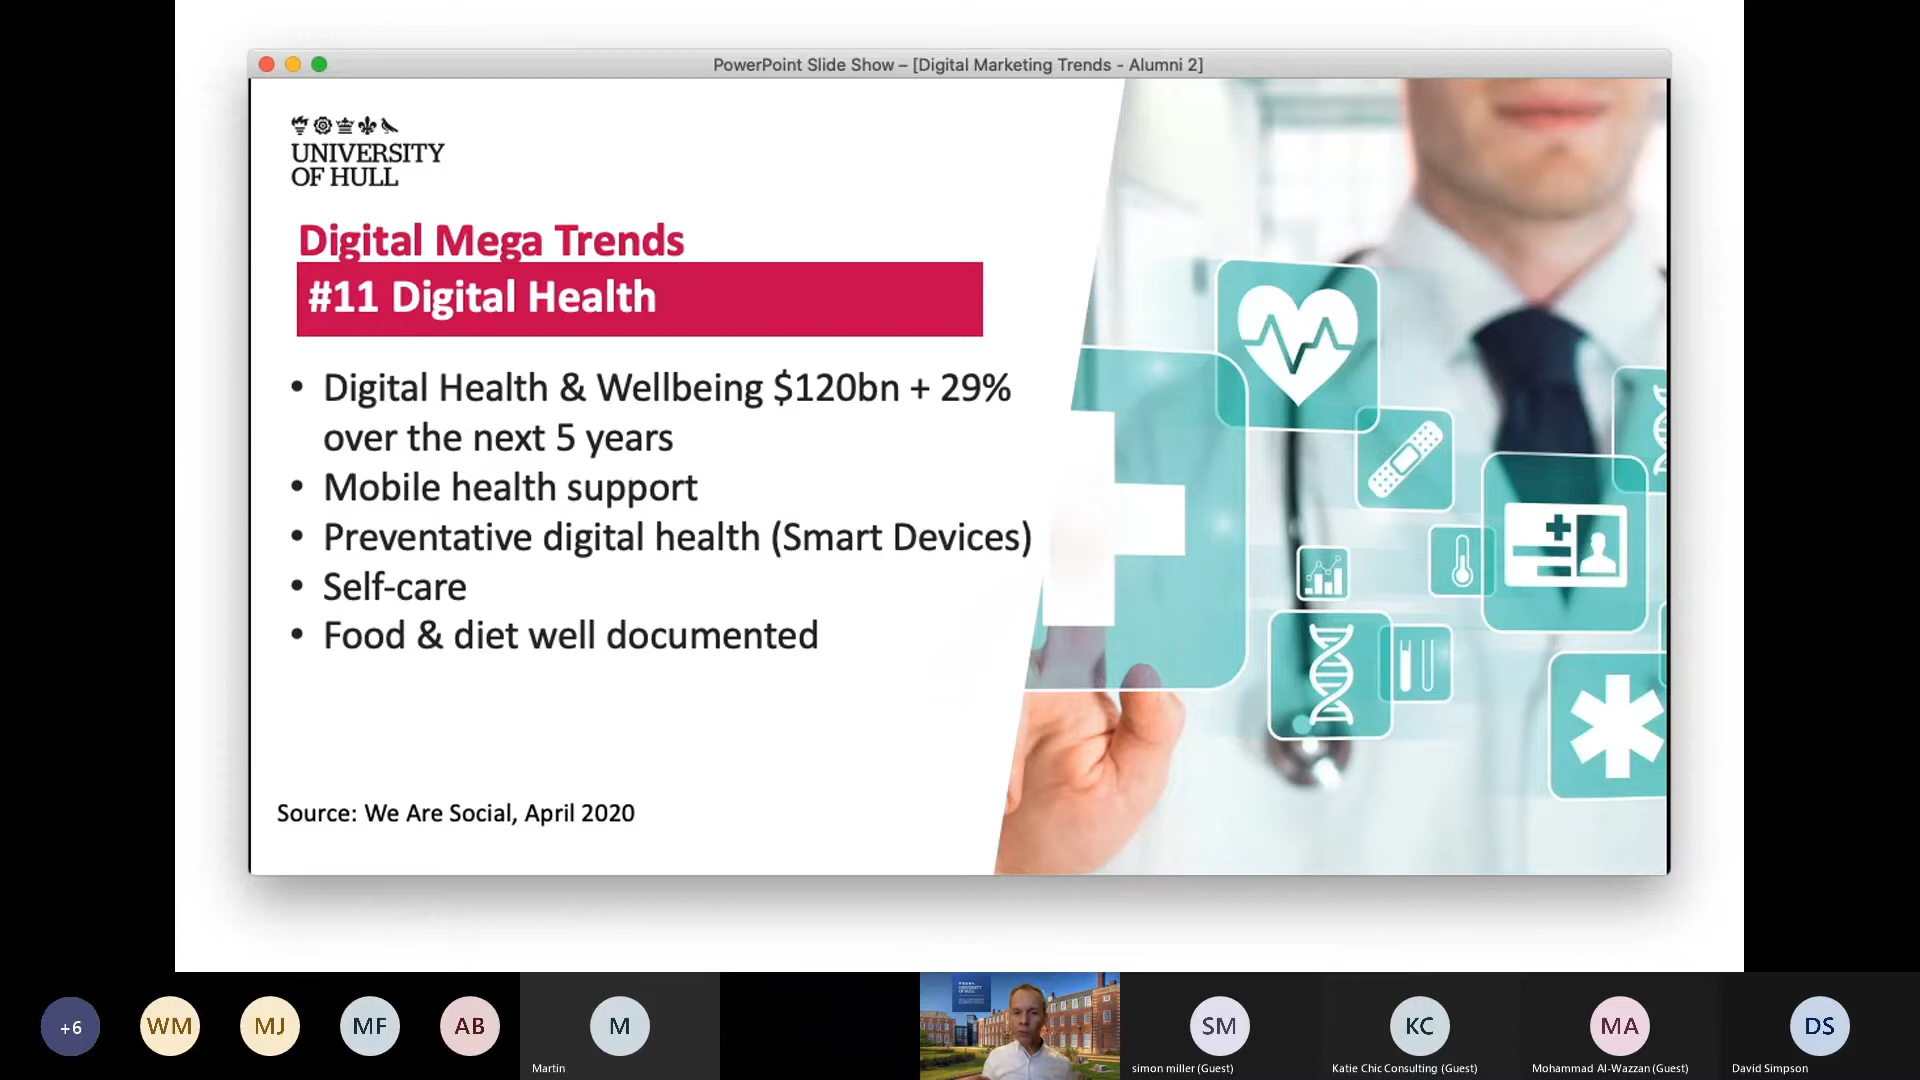 PowerPoint Slide Show – [Digital Marketing Trends - Alumni 2]
UNIVERSITY
OF HULL
Digital Mega Trends
#11 Digital Health
• Digital Health & Wellbeing $120bn + 29%
over the next 5 years
• Mobile health support
• Preventative digital health (Smart Devices)
• Self-care
• Food & diet well documented
Source: We Are Social, April 2020
+6
WM
MJ
MF
AB
M
Martin
UNIVERSITY
OF HULL
SM
simon miller (Guest)
KC
Katie Chic Consulting (Guest)
MA
Mohammad Al-Wazzan (Guest)
DS
David Simpson